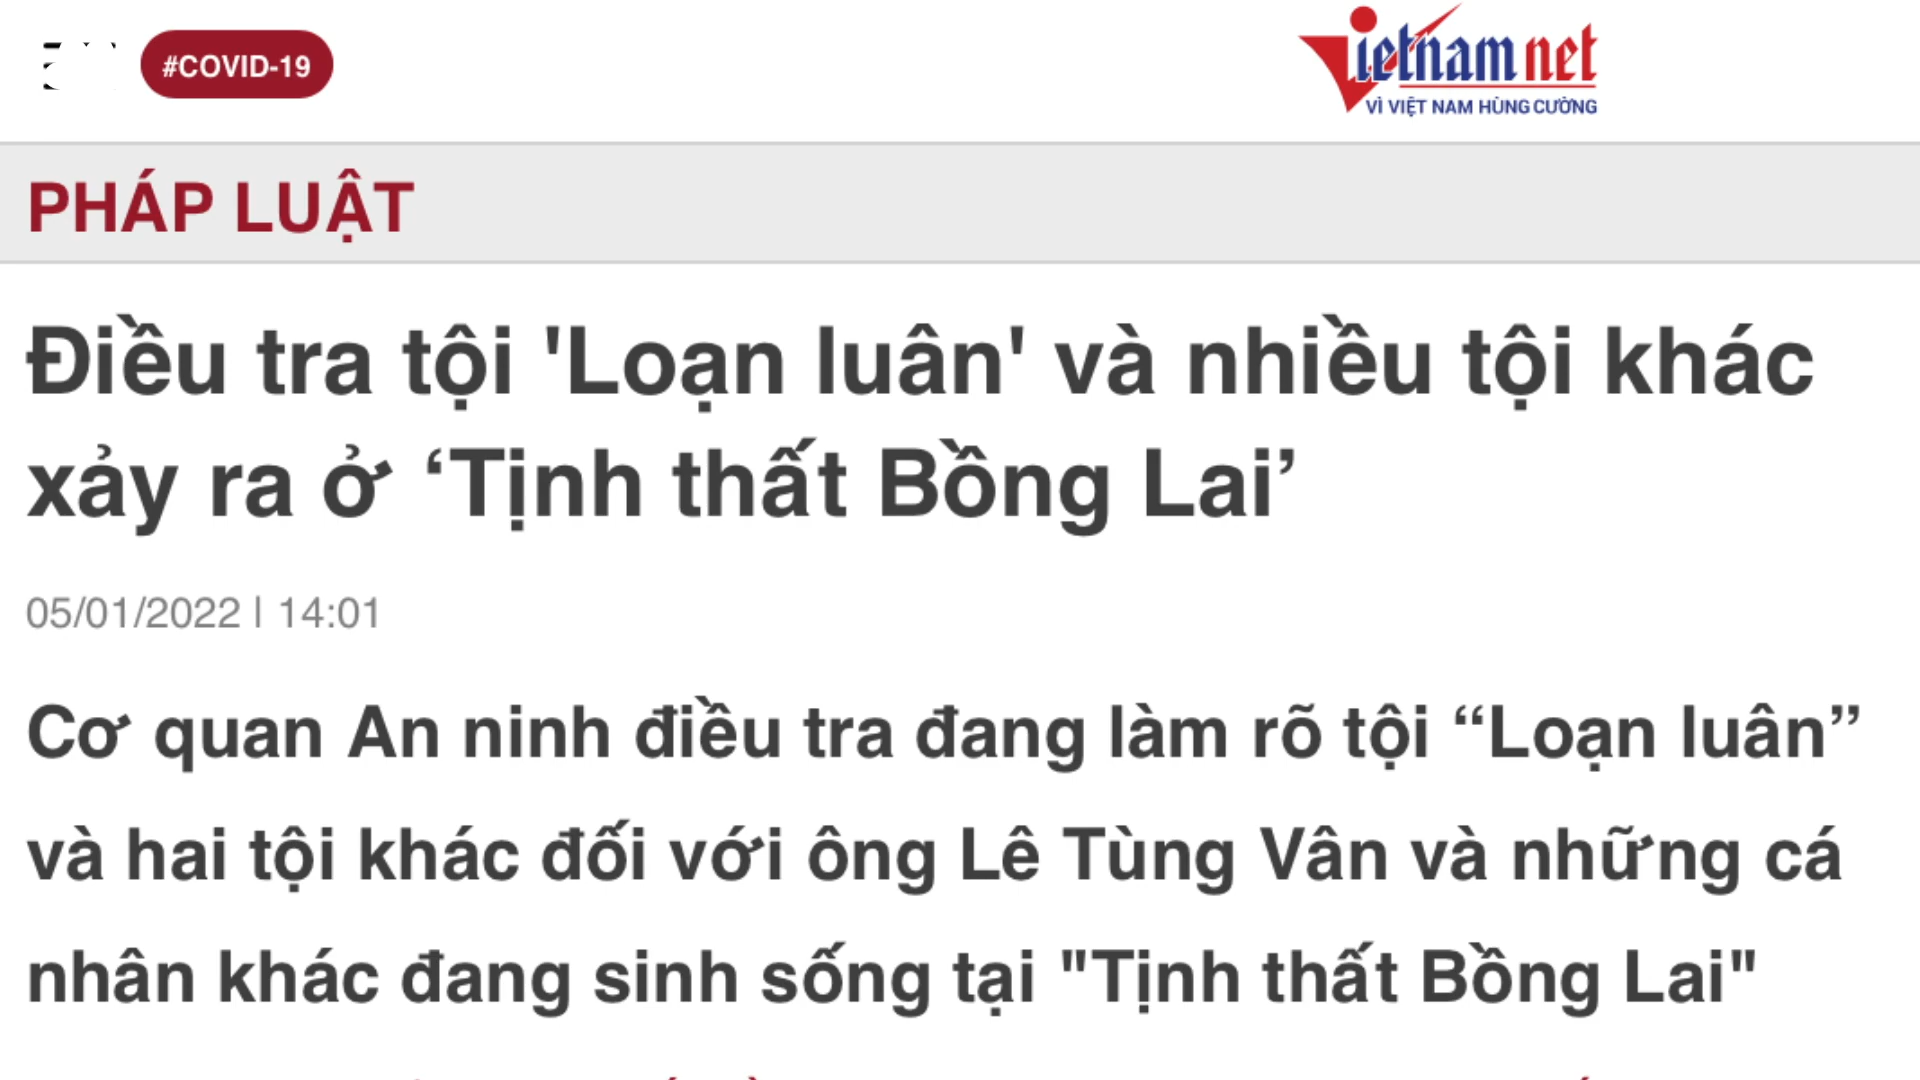 #COVID-19
Vietnam net
VÌ VIỆT NAM HÙNG CƯỜNG
PHÁP LUẬT
Điều tra tội 'Loạn luân' và nhiều tội khác
xảy ra ở ‘Tịnh thất Bồng Lai’
05/01/2022 | 14:01
Cơ quan An ninh điều tra đang làm rõ tội “Loạn luân”
và hai tội khác đối với ông Lê Tùng Vân và những cá
nhân khác đang sinh sống tại "Tịnh thất Bồng Lai"